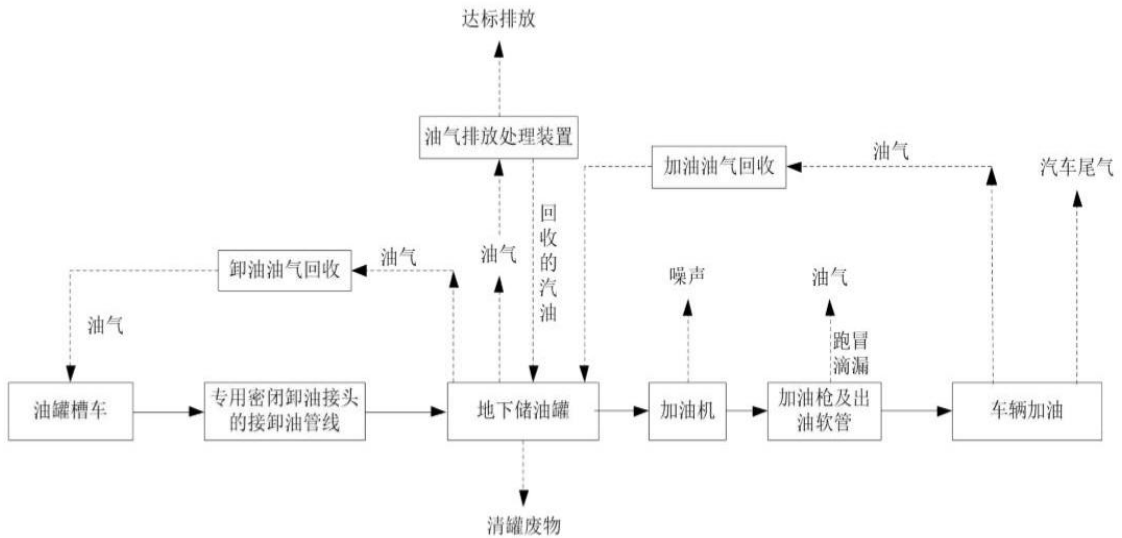 达标排放
油气排放处理装置
加油油气回收
油气
汽车尾气
回收的汽油
油气
卸油油气回收
油气
噪声
油气
油气
跑冒
滴漏
油罐槽车
专用密闭卸油接头
的接卸油管线
地下储油罐
加油机
加油枪及出
油软管
车辆加油
清罐废物